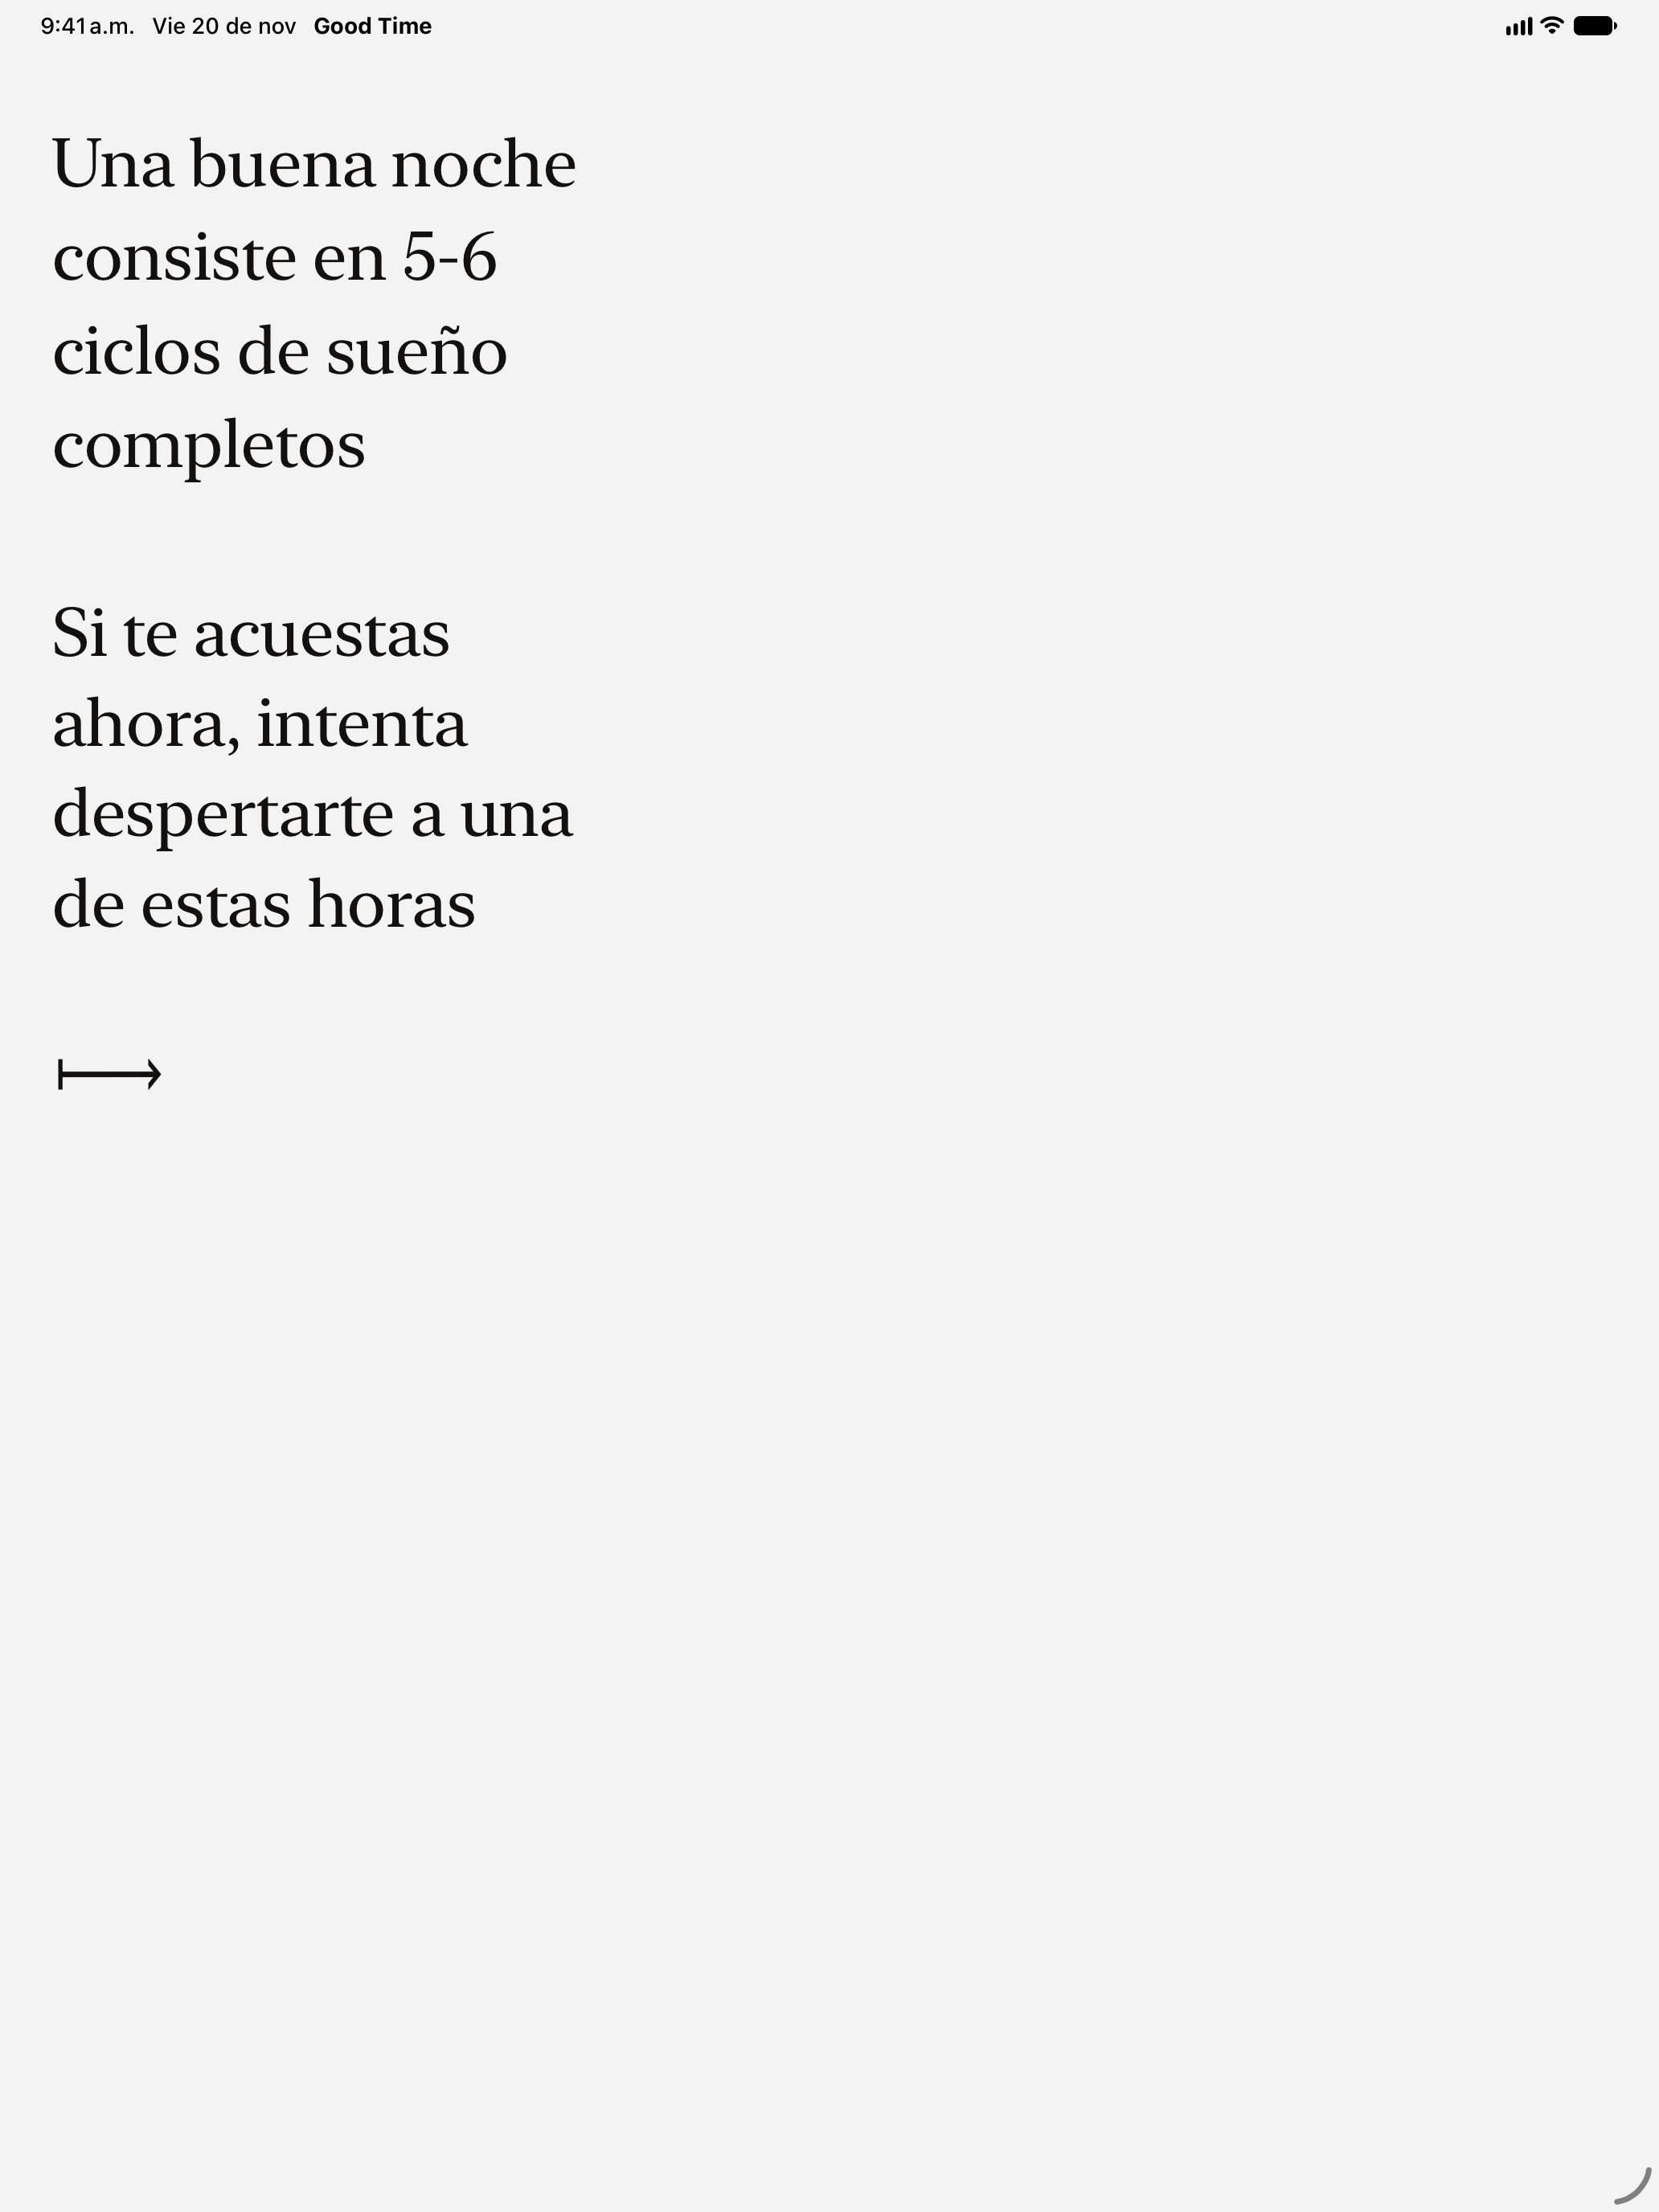 9:41 a.m. Vie 20 de nov Good Time
Una buena noche
consiste en 5-6
ciclos de sueño
completos
Si te acuestas
ahora, intenta
despertarte a una
de estas horas